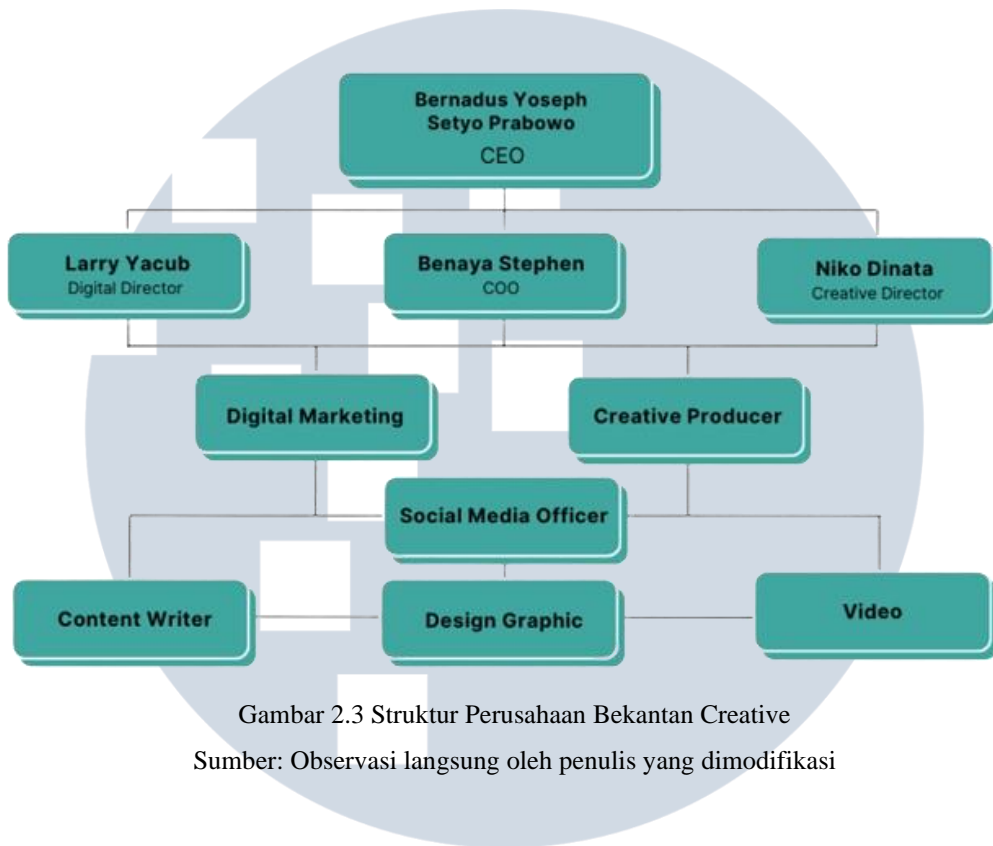 Bernadus Yoseph
Setyo Prabowo
CEO
Larry Yacub
Digital Director
Benaya Stephen
COO
Niko Dinata
Creative Director
Digital Marketing
Creative Producer
Social Media Officer
Content Writer
Design Graphic
Video
Gambar 2.3 Struktur Perusahaan Bekantan Creative
Sumber: Observasi langsung oleh penulis yang dimodifikasi